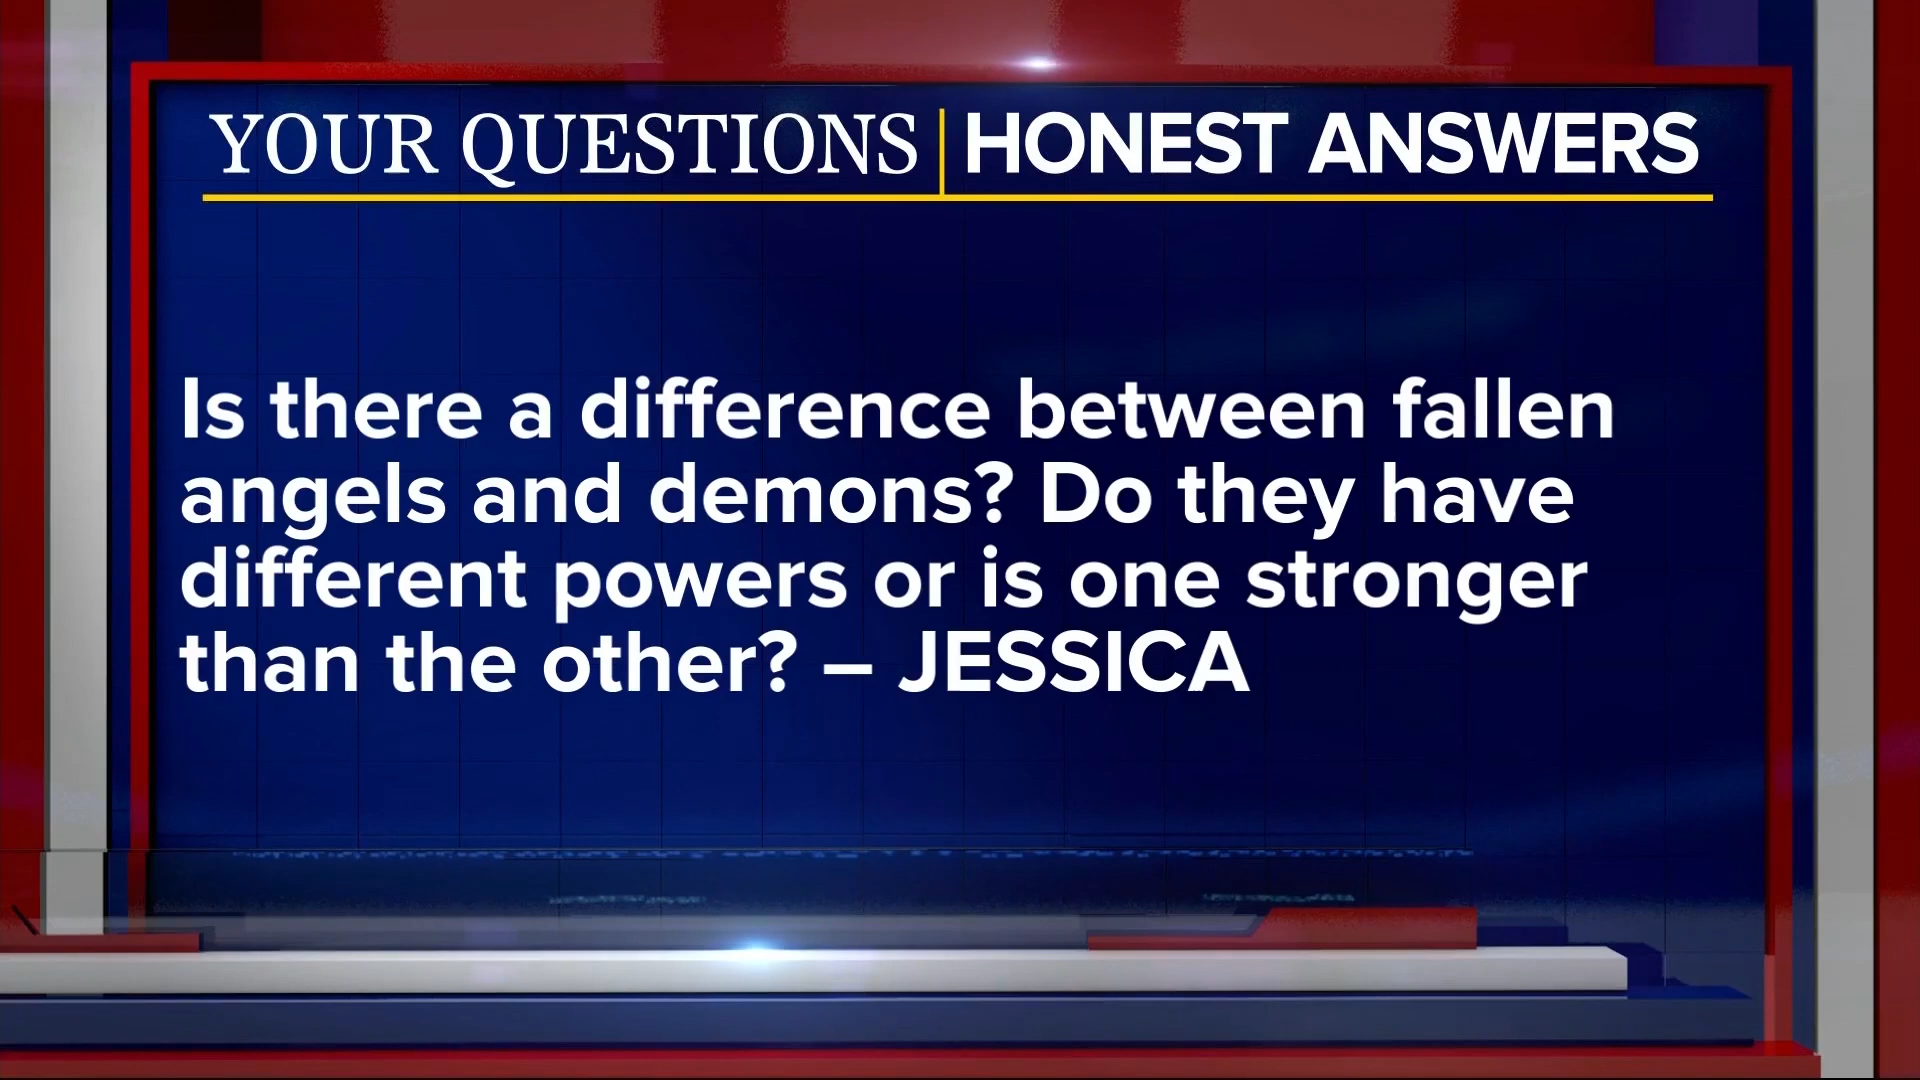 YOUR QUESTIONS | HONEST ANSWERS
Is there a difference between fallen
angels and demons? Do they have
different powers or is one stronger
than the other? – JESSICA